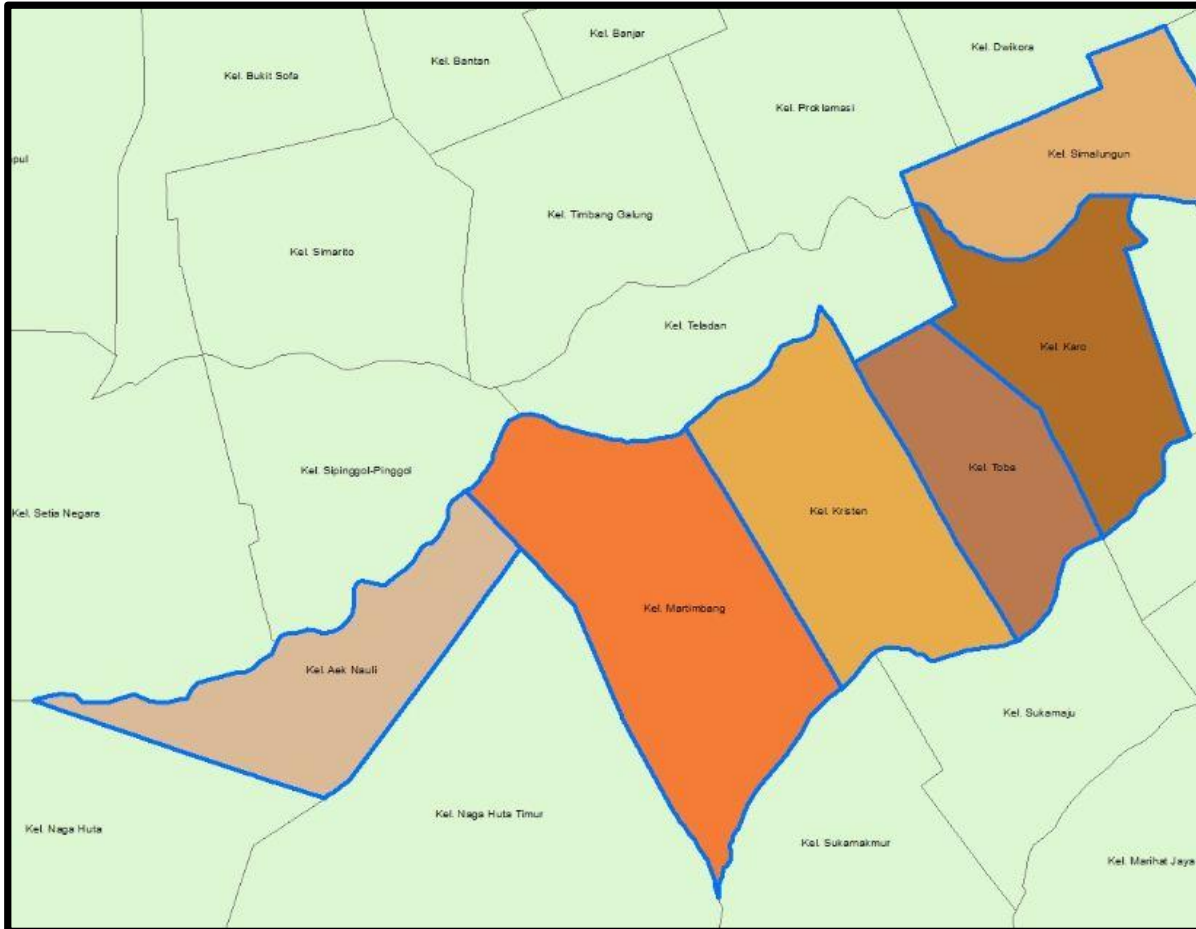 Kel. Banjar
Kel. Dwikora
Kel. Bantan
Kel. Bukit Sofa
Kel. Proklamasi
Kel. Simalungun
pul
Kel. Timbang Galung
Kel. Simarito
Kel. Teladan
Kel. Karo
Kel. Toba
Kel. Sipinggol-Pinggol
Kel. Kristen
Kel. Setia Negara
Kel. Martimbang
Kel. Aek Nauli
Kel. Sukamaju
Kel. Naga Huta Timur
Kel. Naga Huta
Kel. Sukamakmur
Kel. Marihat Jaya